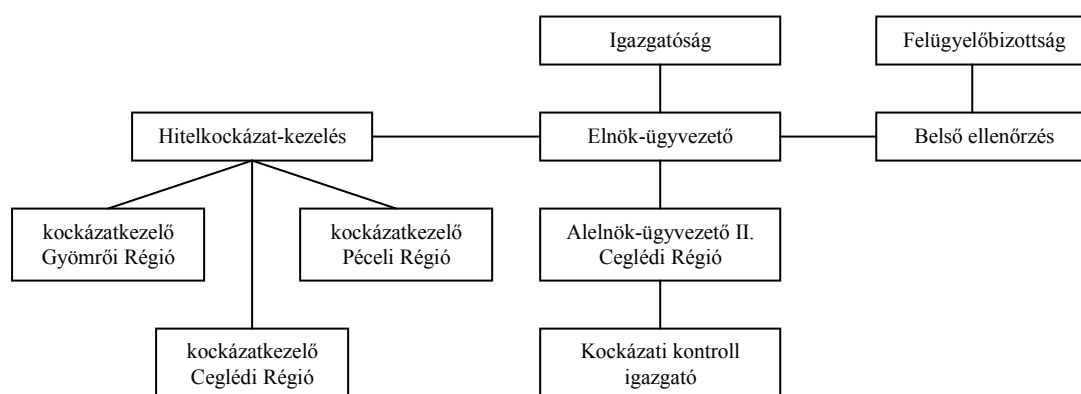 Igazgatóság
Felügyelőbizottság
Hitelkockázat-kezelés
Elnök-ügyvezető
Belső ellenőrzés
kockázatkezelő
Gyömrői Régió
kockázatkezelő
Péceli Régió
Alelnök-ügyvezető II.
Ceglédi Régió
kockázatkezelő
Ceglédi Régió
Kockázati kontroll
igazgató